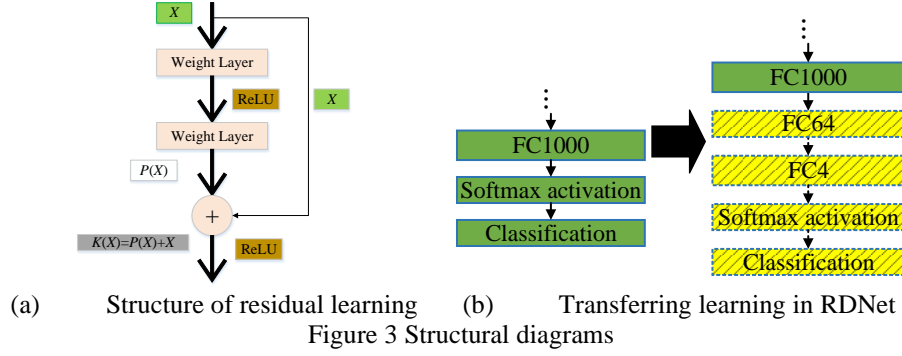 X
Weight Layer
ReLU
X
Weight Layer
P(X)
+
K(X)=P(X)+X
ReLU
FC1000
Softmax activation
Classification
FC1000
FC64
FC4
Softmax activation
Classification
(a) Structure of residual learning (b) Transferring learning in RDNet
Figure 3 Structural diagrams